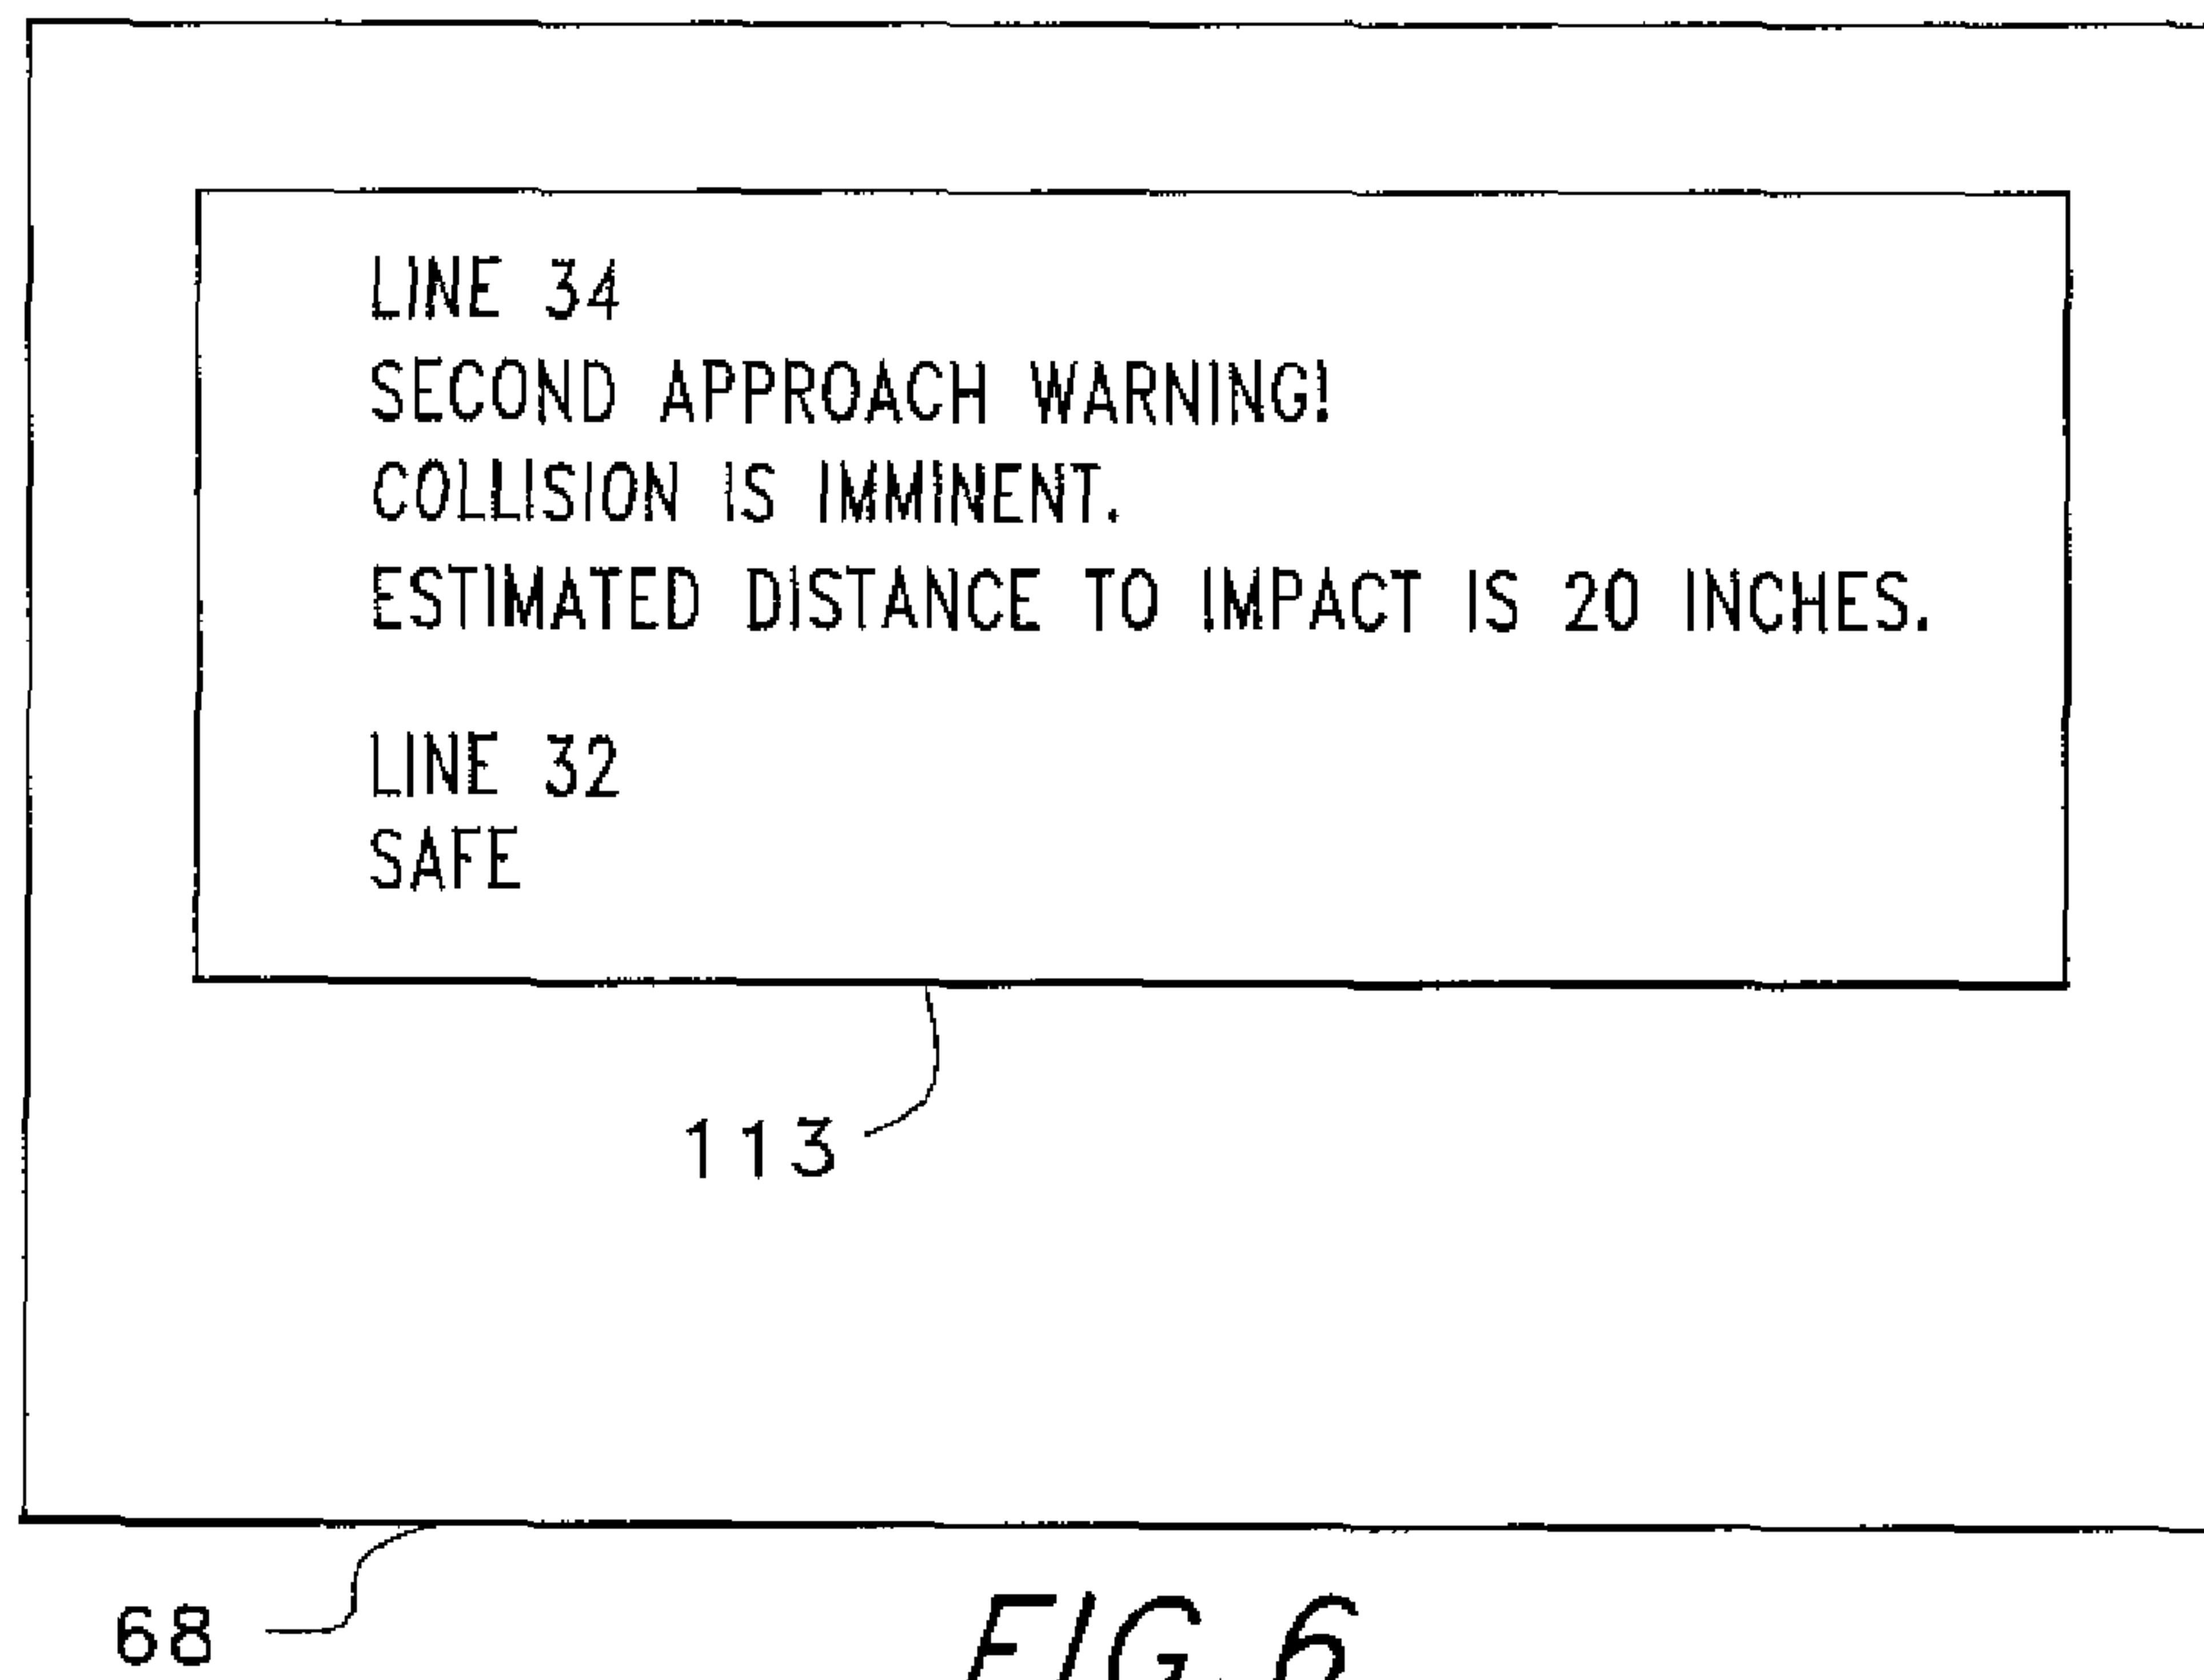 LINE 34
SECOND APPROACH WARNING!
COLLISION IS IMMINENT.
ESTIMATED DISTANCE TO IMPACT IS 20 INCHES.
LINE 32
SAFE
113
68
FIG. 6